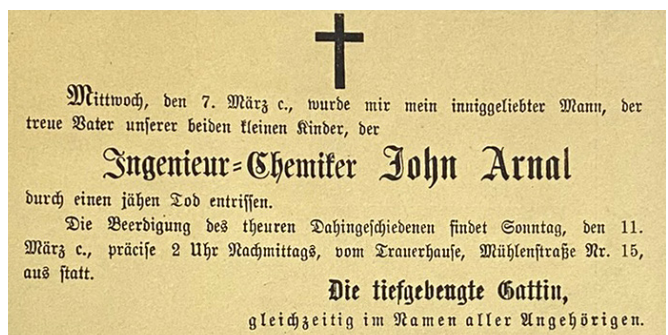 Mittwoch, den 7. März c., wurde mir mein inniggeliebter Mann, der
treue Vater unserer beiden kleinen Kinder, der
Ingenieur-Chemiker John Arnal
durch einen jähen Tod entrissen.
Die Beerdigung des theuren Dahingeschiedenen findet Sonntag, den 11.
März c., präcise 2 Uhr Nachmittags, vom Trauerhause, Mühlenstraße Nr. 15,
aus statt.
Die tiefgebengte Gattin,
gleichzeitig im Namen aller Angehörigen.